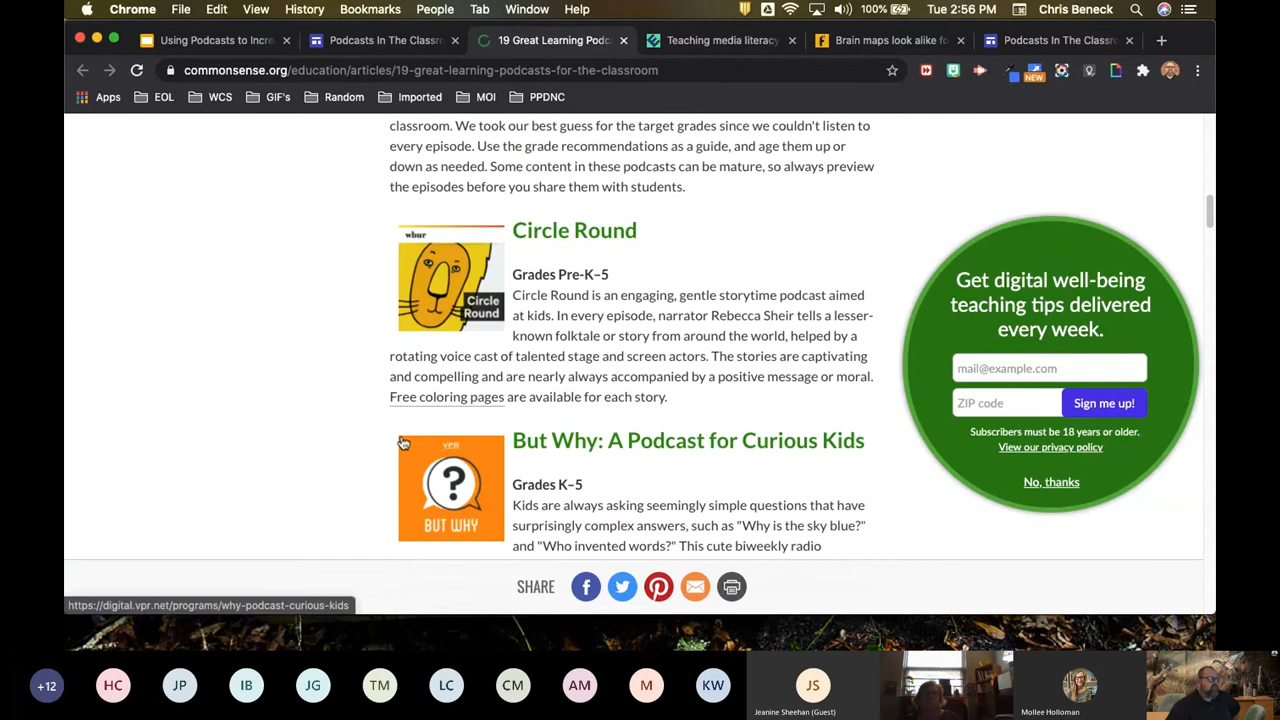 Chrome File Edit View History Bookmarks People Tab Window Help 100% Tue 2:56 PM Chris Beneck
Using Podcasts to Incre Podcasts In The Classr 19 Great Learning Podc Teaching media literacy Brain maps look alike fo Podcasts In The Classr
commonsense.org/education/articles/19-great-learning-podcasts-for-the-classroom
NEW
Apps EOL WCS GIF's Random Imported MOI PPDNC
classroom. We took our best guess for the target grades since we couldn't listen to
every episode. Use the grade recommendations as a guide, and age them up or
down as needed. Some content in these podcasts can be mature, so always preview
the episodes before you share them with students.
wbur
Circle
Round
Circle Round
Grades Pre-K–5
Circle Round is an engaging, gentle storytime podcast aimed
at kids. In every episode, narrator Rebecca Sheir tells a lesser-
known folktale or story from around the world, helped by a
rotating voice cast of talented stage and screen actors. The stories are captivating
and compelling and are nearly always accompanied by a positive message or moral.
Free coloring pages are available for each story.
VPR
?
BUT WHY
But Why: A Podcast for Curious Kids
Grades K–5
Kids are always asking seemingly simple questions that have
surprisingly complex answers, such as "Why is the sky blue?"
and "Who invented words?" This cute biweekly radio
Get digital well-being
teaching tips delivered
every week.
mail@example.com
ZIP code Sign me up!
Subscribers must be 18 years or older.
View our privacy policy
No, thanks
SHARE
https://digital.vpr.net/programs/why-podcast-curious-kids
+12 HC JP IB JG TM LC CM AM M KW JS
Jeanine Sheehan (Guest) Mollee Holloman